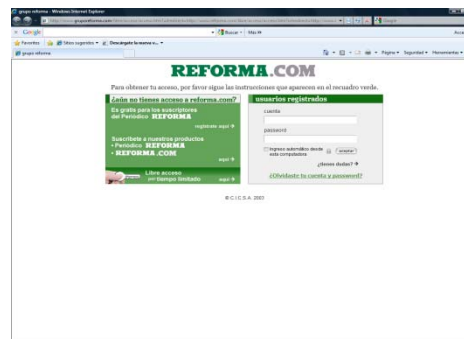 grupo reforma - Windows Internet Explorer
Google
Buscar
Más
Favoritos
Sitios sugeridos
grupo reforma
Página
Seguridad
Herramientas
REFORMA.COM
Para obtener tu acceso, por favor sigue las instrucciones que aparecen en el recuadro verde.
¿aún no tienes acceso a reforma.com?
Es gratis para los suscriptores
del Periódico REFORMA
regístrate aquí
Suscríbete a nuestros productos
• Periódico REFORMA
• REFORMA.COM
aquí
Libre acceso
por tiempo limitado
aquí
usuarios registrados
cuenta
password
Ingreso automático desde
esta computadora
aceptar
¿tienes dudas?
¿Olvidaste tu cuenta y password?
© C.I.C.S.A. 2007